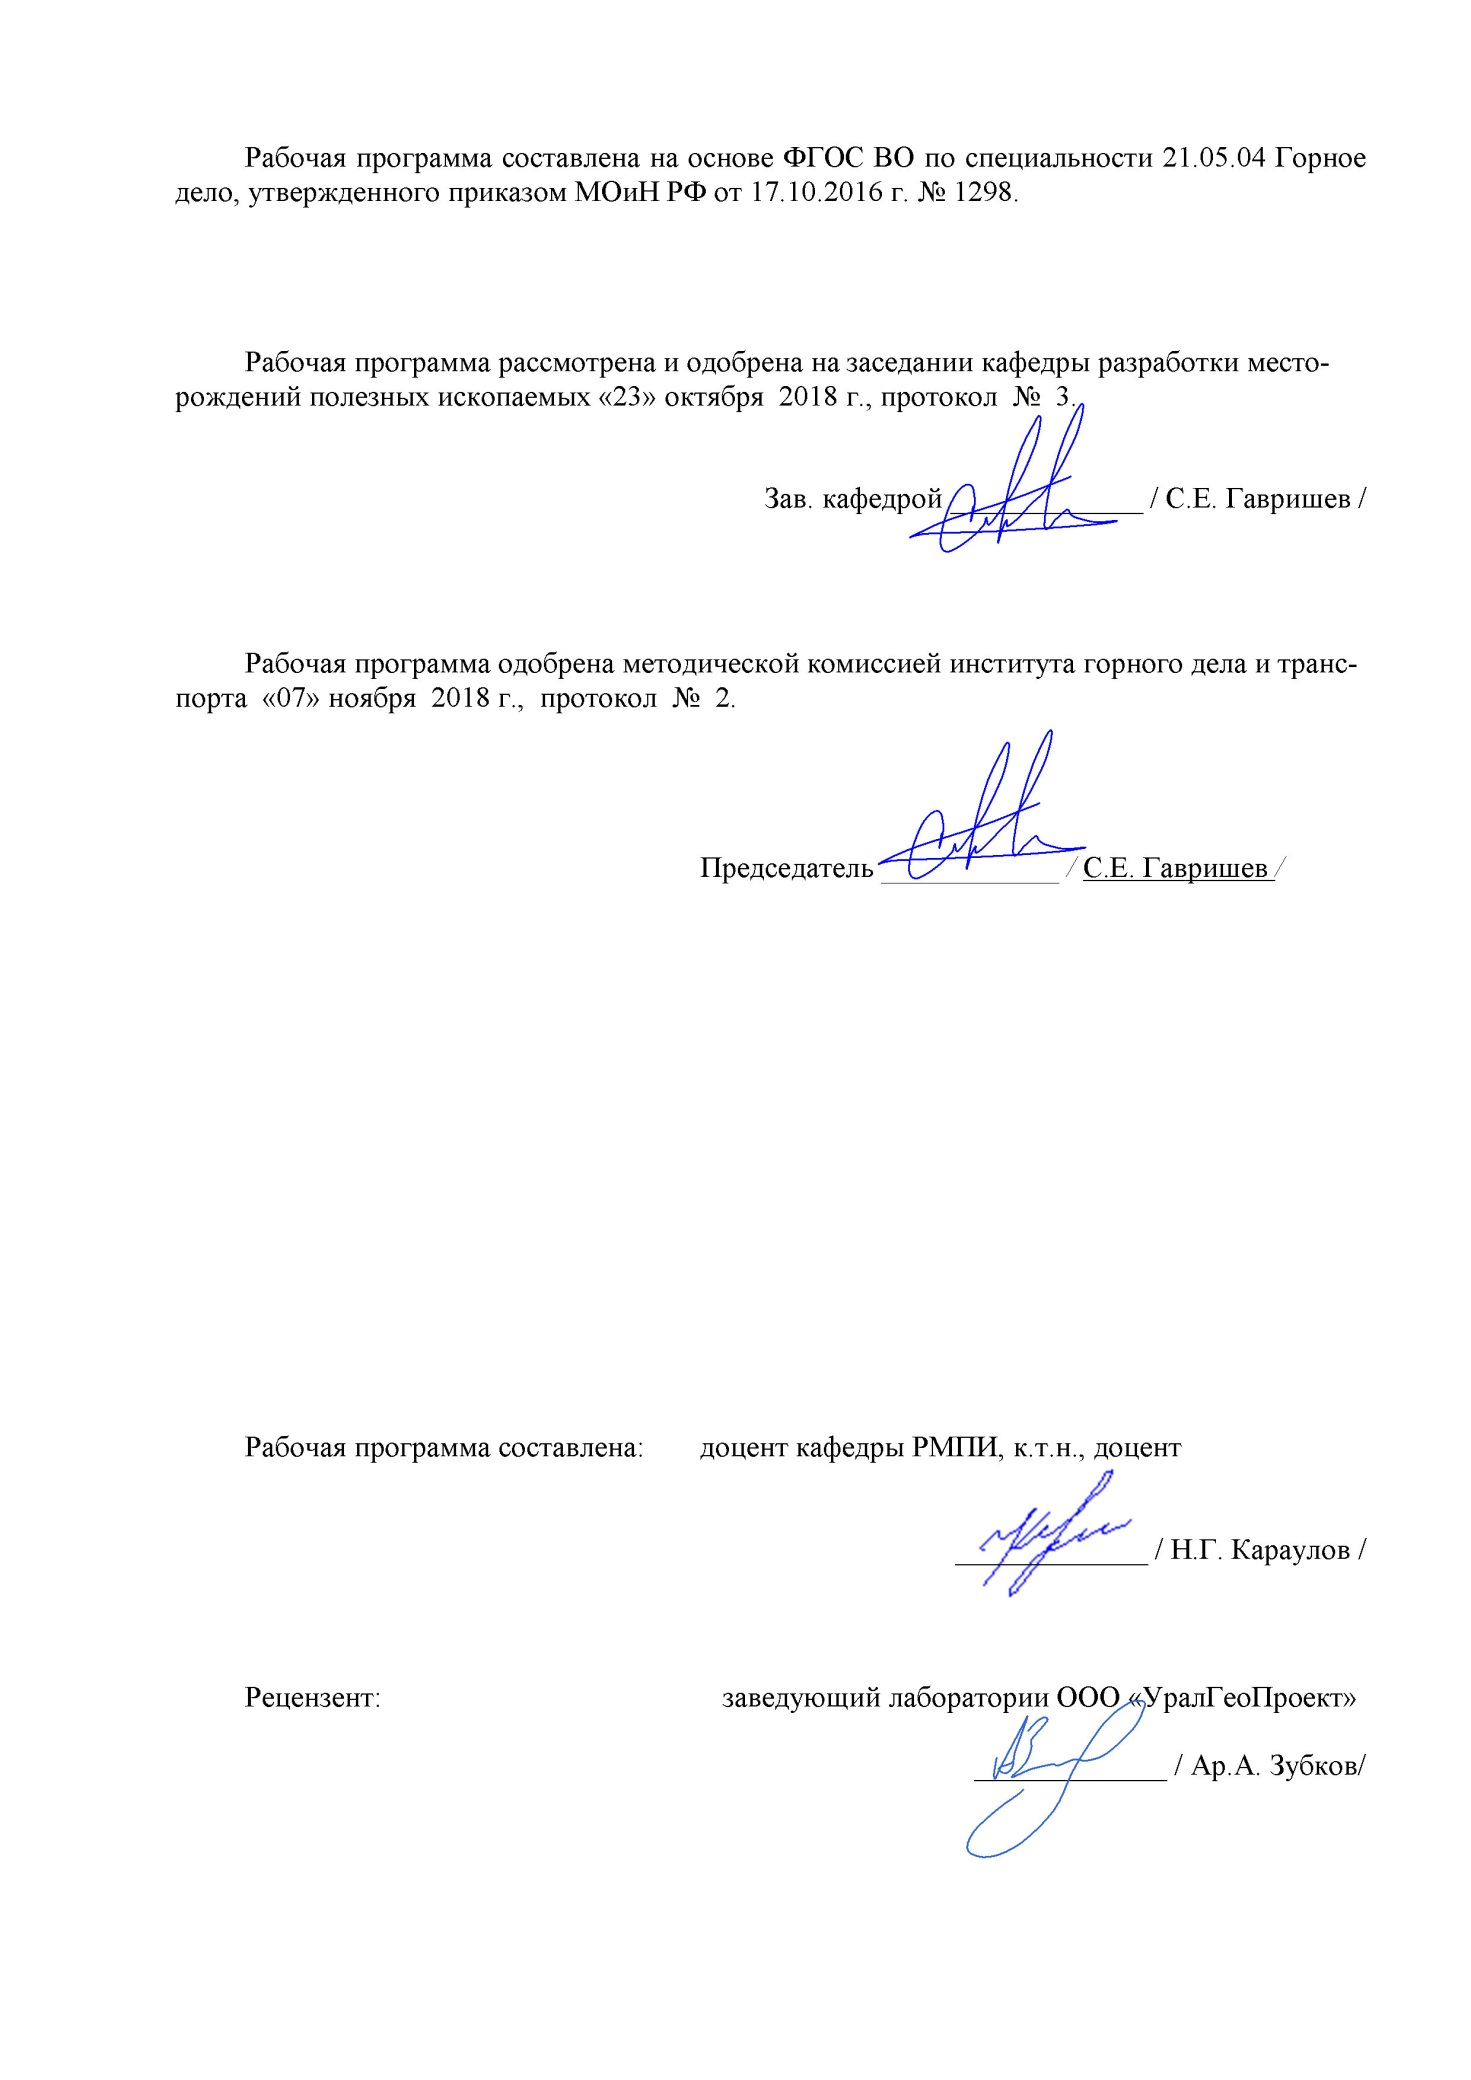 Рабочая программа составлена на основе ФГОС ВО по специальности 21.05.04 Горное
дело, утвержденного приказом МОиН РФ от 17.10.2016 г. № 1298.
Рабочая программа рассмотрена и одобрена на заседании кафедры разработки место-
рождений полезных ископаемых «23» октября 2018 г., протокол № 3.
Зав. кафедрой ______________ / С.Е. Гавришев /
Рабочая программа одобрена методической комиссией института горного дела и транс-
порта «07» ноября 2018 г., протокол № 2.
Председатель _____________ / С.Е. Гавришев /
Рабочая программа составлена: доцент кафедры РМПИ, к.т.н., доцент
______________ / Н.Г. Караулов /
Рецензент: заведующий лаборатории ООО «УралГеоПроект»
______________ / Ар.А. Зубков/